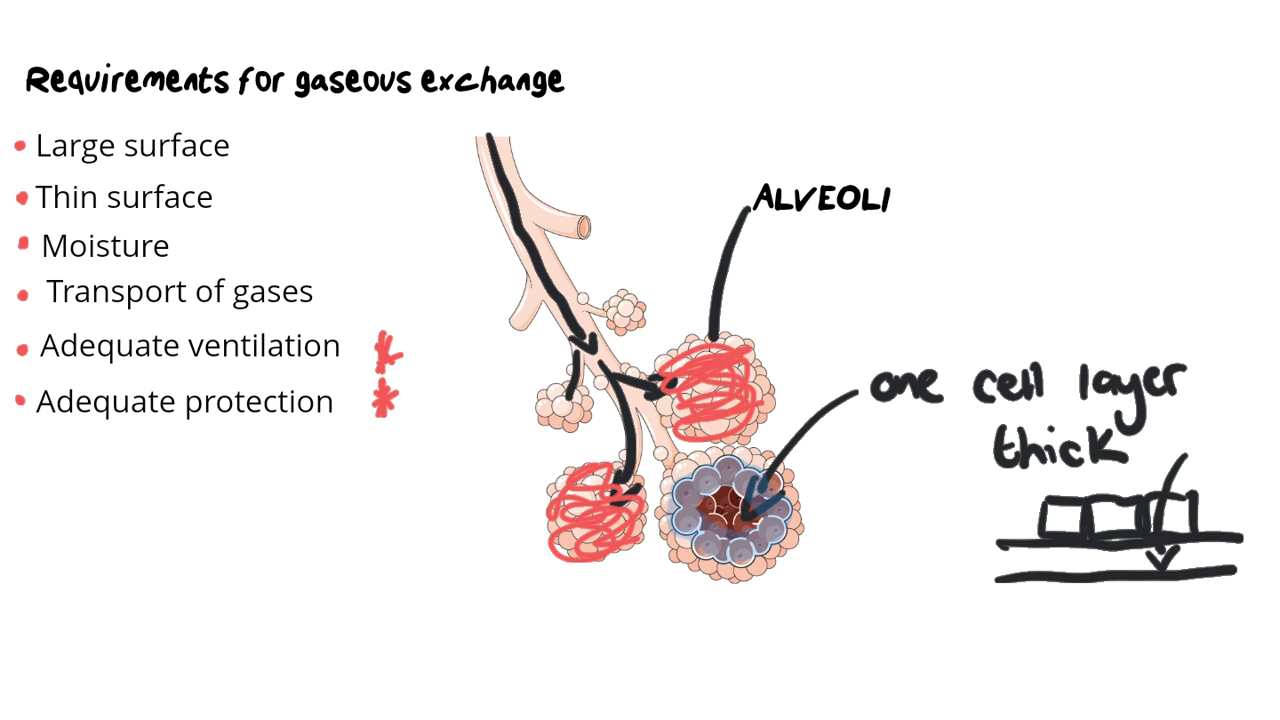 Requirements for gaseous exchange
Large surface
Thin surface
Moisture
Transport of gases
Adequate ventilation
Adequate protection
ALVEOLI
one cell layer
thick